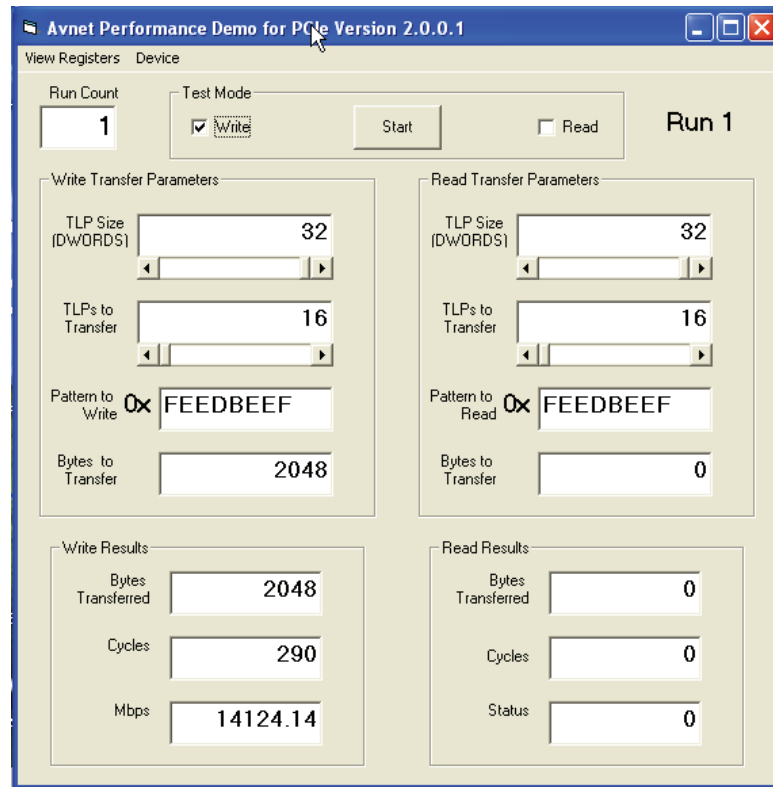 Avnet Performance Demo for PCIe Version 2.0.0.1
View Registers Device
Run Count
1
Test Mode
Write
Start
Read
Run 1
Write Transfer Parameters
TLP Size
(DWORDS)
32
TLPs to
Transfer
16
Pattern to
Write
0x
FEEDBEEF
Bytes to
Transfer
2048
Read Transfer Parameters
TLP Size
(DWORDS)
32
TLPs to
Transfer
16
Pattern to
Read
0x
FEEDBEEF
Bytes to
Transfer
0
Write Results
Bytes
Transferred
2048
Cycles
290
Mbps
14124.14
Read Results
Bytes
Transferred
0
Cycles
0
Status
0